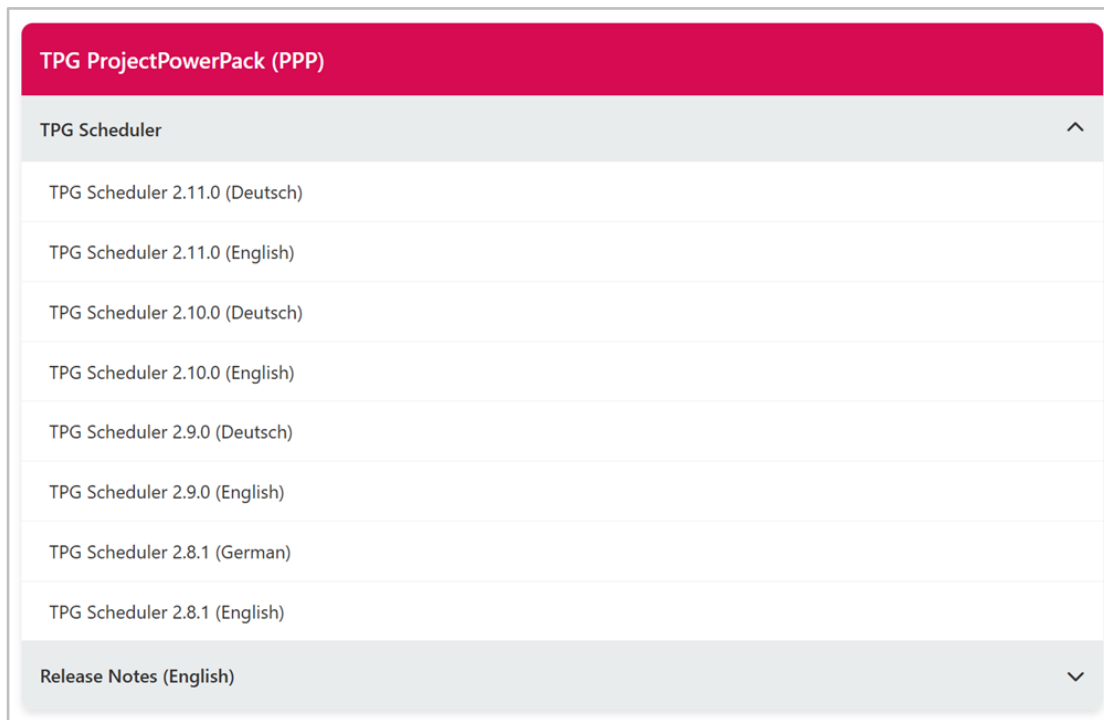 TPG ProjectPowerPack (PPP)
TPG Scheduler
TPG Scheduler 2.11.0 (Deutsch)
TPG Scheduler 2.11.0 (English)
TPG Scheduler 2.10.0 (Deutsch)
TPG Scheduler 2.10.0 (English)
TPG Scheduler 2.9.0 (Deutsch)
TPG Scheduler 2.9.0 (English)
TPG Scheduler 2.8.1 (German)
TPG Scheduler 2.8.1 (English)
Release Notes (English)